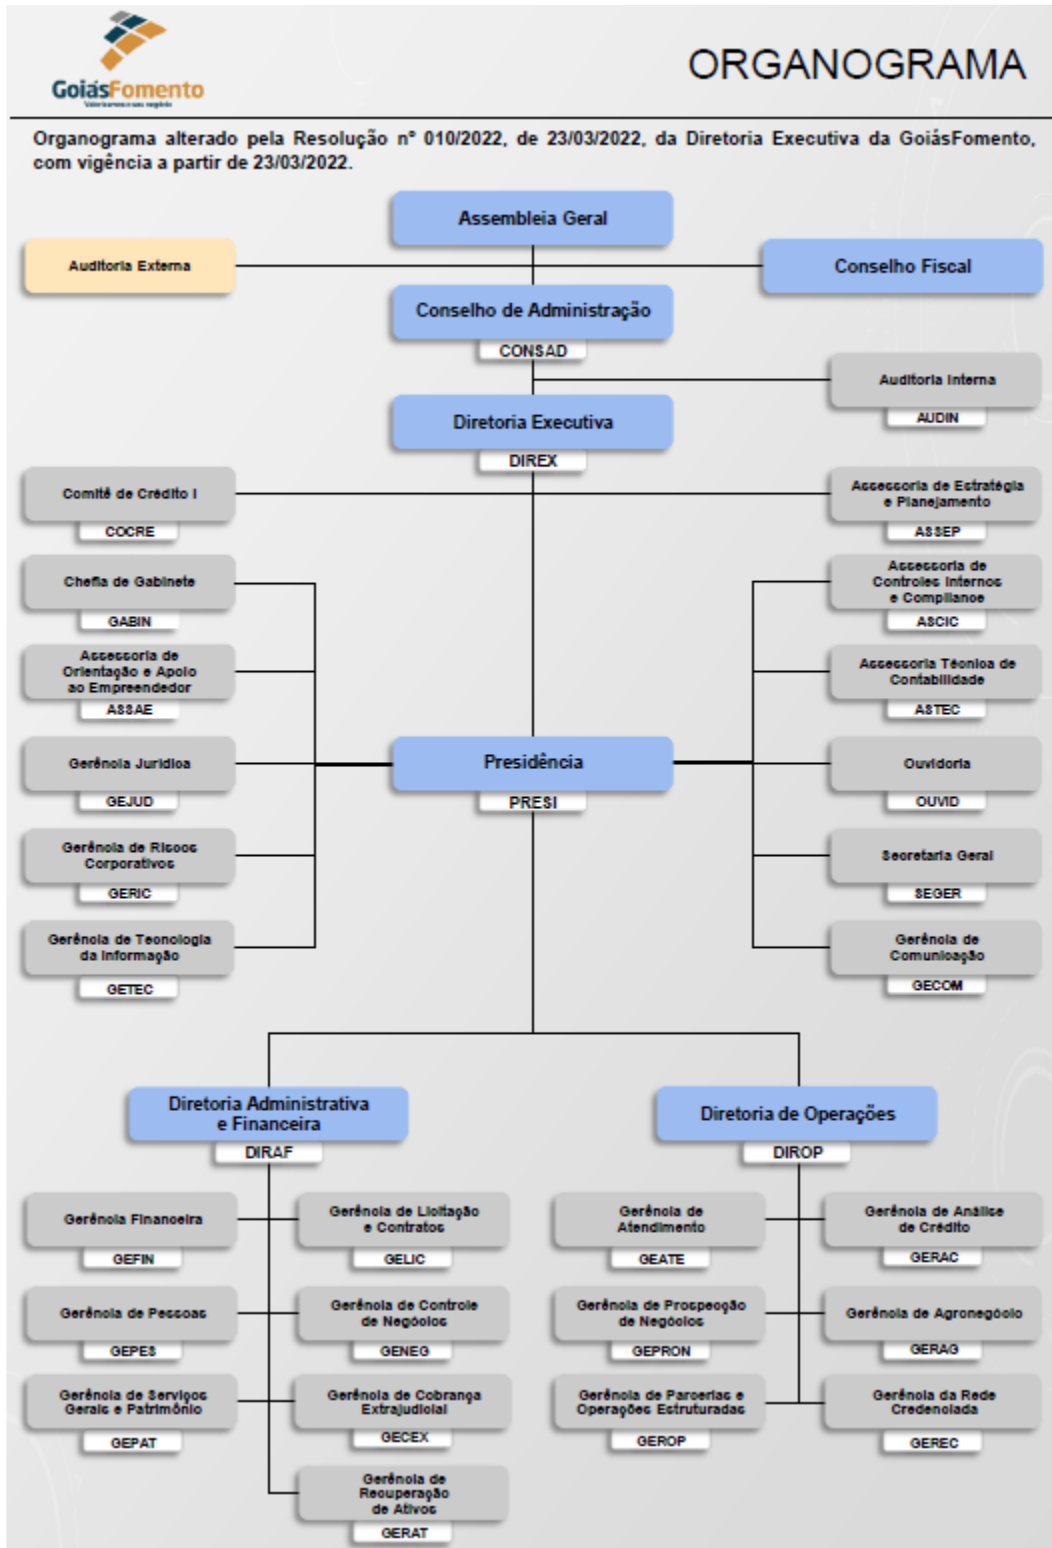 GoiásFomento
Valorizamos o seu negócio
ORGANOGRAMA
Organograma alterado pela Resolução nº 010/2022, de 23/03/2022, da Diretoria Executiva da GoiásFomento,
com vigência a partir de 23/03/2022.
Assembleia Geral
Auditoria Externa
Conselho Fiscal
Conselho de Administração
CONSAD
Auditoria Interna
AUDIN
Diretoria Executiva
DIREX
Comitê de Crédito I
COCRE
Assessoria de Estratégia
e Planejamento
ASSEP
Chefia de Gabinete
GABIN
Assessoria de
Controles Internos
e Compliance
ASCIC
Assessoria de
Orientação e Apoio
ao Empreendedor
ASSAE
Assessoria Técnica de
Contabilidade
ASTEC
Gerência Jurídica
GEJUD
Presidência
PRESI
Ouvidoria
OUVID
Gerência de Riscos
Corporativos
GERIC
Secretaria Geral
SEGER
Gerência de Tecnologia
da Informação
GETEC
Gerência de
Comunicação
GECOM
Diretoria Administrativa
e Financeira
DIRAF
Diretoria de Operações
DIROP
Gerência Financeira
GEFIN
Gerência de Licitação
e Contratos
GELIC
Gerência de
Atendimento
GEATE
Gerência de Análise
de Crédito
GERAC
Gerência de Pessoas
GEPES
Gerência de Controle
de Negócios
GENEG
Gerência de Prospecção
de Negócios
GEPRON
Gerência de Agronegócio
GERAG
Gerência de Serviços
Gerais e Patrimônio
GEPAT
Gerência de Cobrança
Extrajudicial
GECEX
Gerência de Parcerias e
Operações Estruturadas
GEROP
Gerência da Rede
Credenciada
GEREC
Gerência de
Recuperação
de Ativos
GERAT